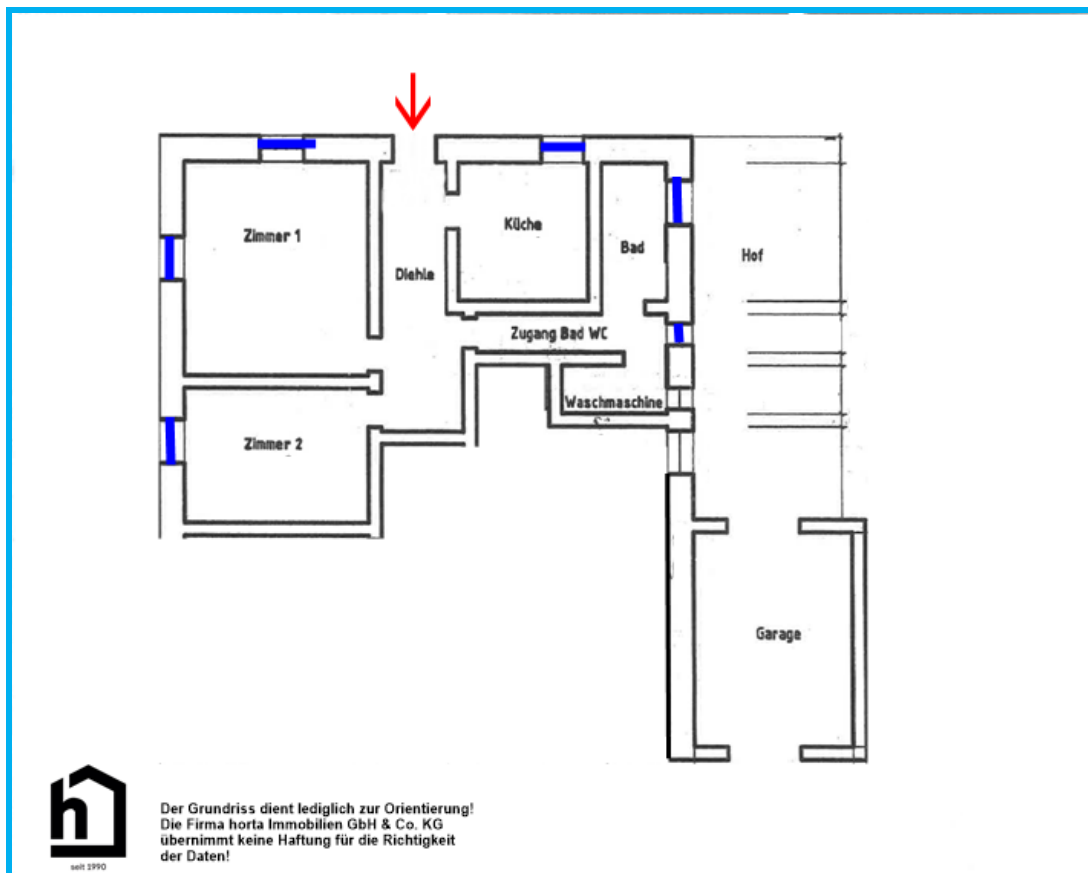 Zimmer 1
Küche
Bad
Hof
Diehle
Zugang Bad WC
Waschmaschine
Zimmer 2
Garage
h
seit 1990
Der Grundriss dient lediglich zur Orientierung!
Die Firma horta Immobilien GbH & Co. KG
übernimmt keine Haftung für die Richtigkeit
der Daten!